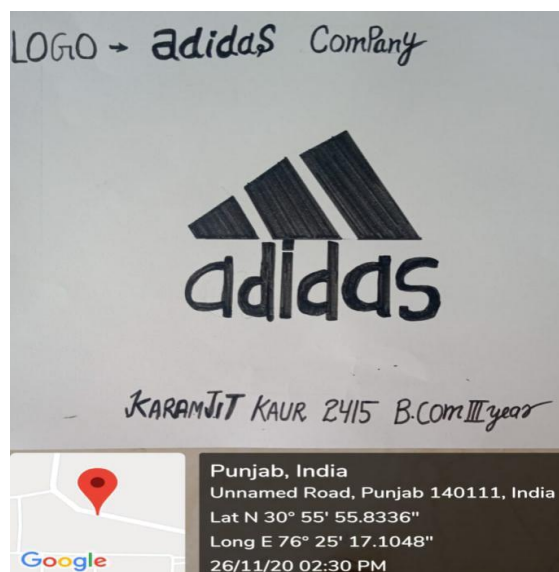 LOGO → adidas Company
adidas
KARAMJIT KAUR 2415 B.Com III year
Punjab, India
Unnamed Road, Punjab 140111, India
Lat N 30° 55' 55.8336"
Long E 76° 25' 17.1048"
26/11/20 02:30 PM
Google